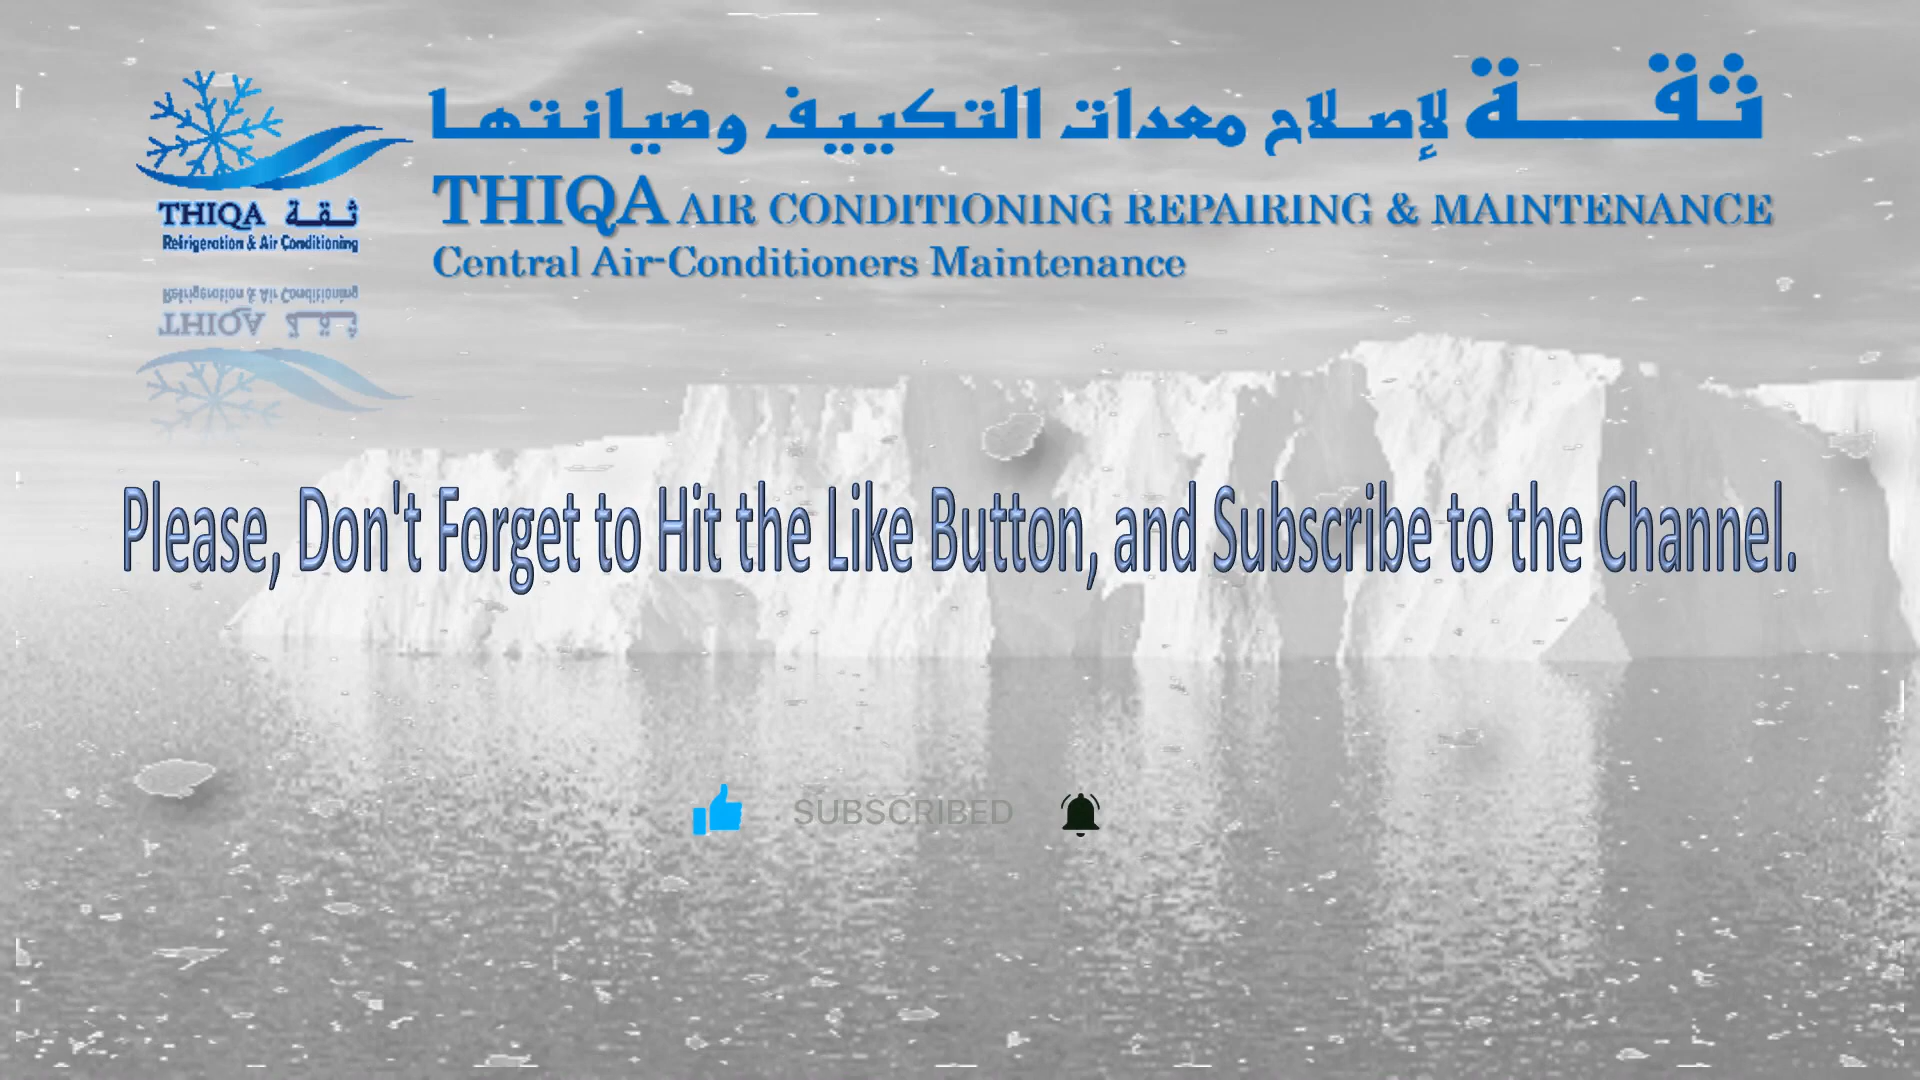 ثقة لإصلاح معدات التكييف وصيانتها
THIQA AIR CONDITIONING REPAIRING & MAINTENANCE
Central Air-Conditioners Maintenance
THIQA ثقة
Refrigeration & Air Conditioning
Please, Don't Forget to Hit the Like Button, and Subscribe to the Channel.
SUBSCRIBED